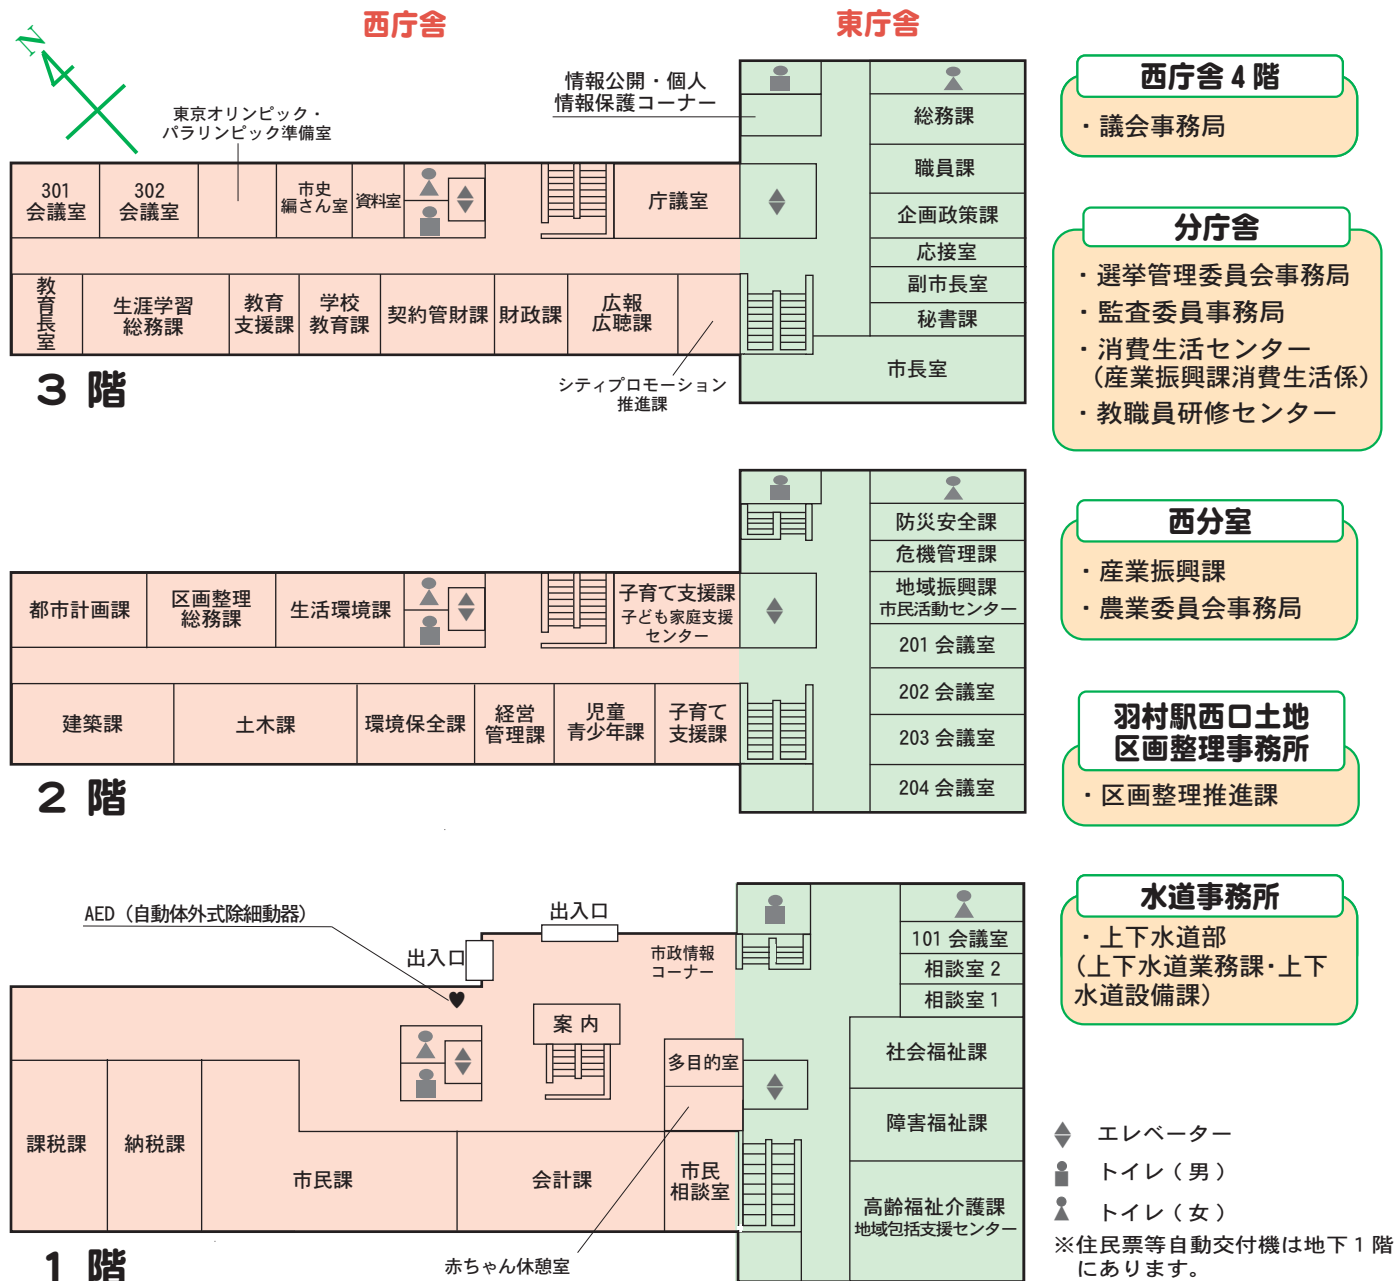 西庁舎
東庁舎
N
東京オリンピック・
パラリンピック準備室
情報公開・個人
情報保護コーナー
301
会議室
302
会議室
市史
編さん室
資料室
庁議室
総務課
職員課
企画政策課
応接室
副市長室
秘書課
市長室
教育長室
生涯学習
総務課
教育
支援課
学校
教育課
契約管財課
財政課
広報
広聴課
シティプロモーション
推進課
3 階
都市計画課
区画整理
総務課
生活環境課
子育て支援課
子ども家庭支援
センター
防災安全課
危機管理課
地域振興課
市民活動センター
201 会議室
202 会議室
203 会議室
204 会議室
建築課
土木課
環境保全課
経営
管理課
児童
青少年課
子育て
支援課
2 階
AED（自動体外式除細動器）
出入口
出入口
市政情報
コーナー
案 内
多目的室
101 会議室
相談室 2
相談室 1
社会福祉課
障害福祉課
高齢福祉介護課
地域包括支援センター
課税課
納税課
市民課
会計課
市民
相談室
赤ちゃん休憩室
1 階
西庁舎 4 階
・議会事務局
分庁舎
・選挙管理委員会事務局
・監査委員事務局
・消費生活センター
（産業振興課消費生活係）
・教職員研修センター
西分室
・産業振興課
・農業委員会事務局
羽村駅西口土地
区画整理事務所
・区画整理推進課
水道事務所
・上下水道部
（上下水道業務課・上下
水道設備課）
エレベーター
トイレ（男）
トイレ（女）
※住民票等自動交付機は地下 1 階
にあります。